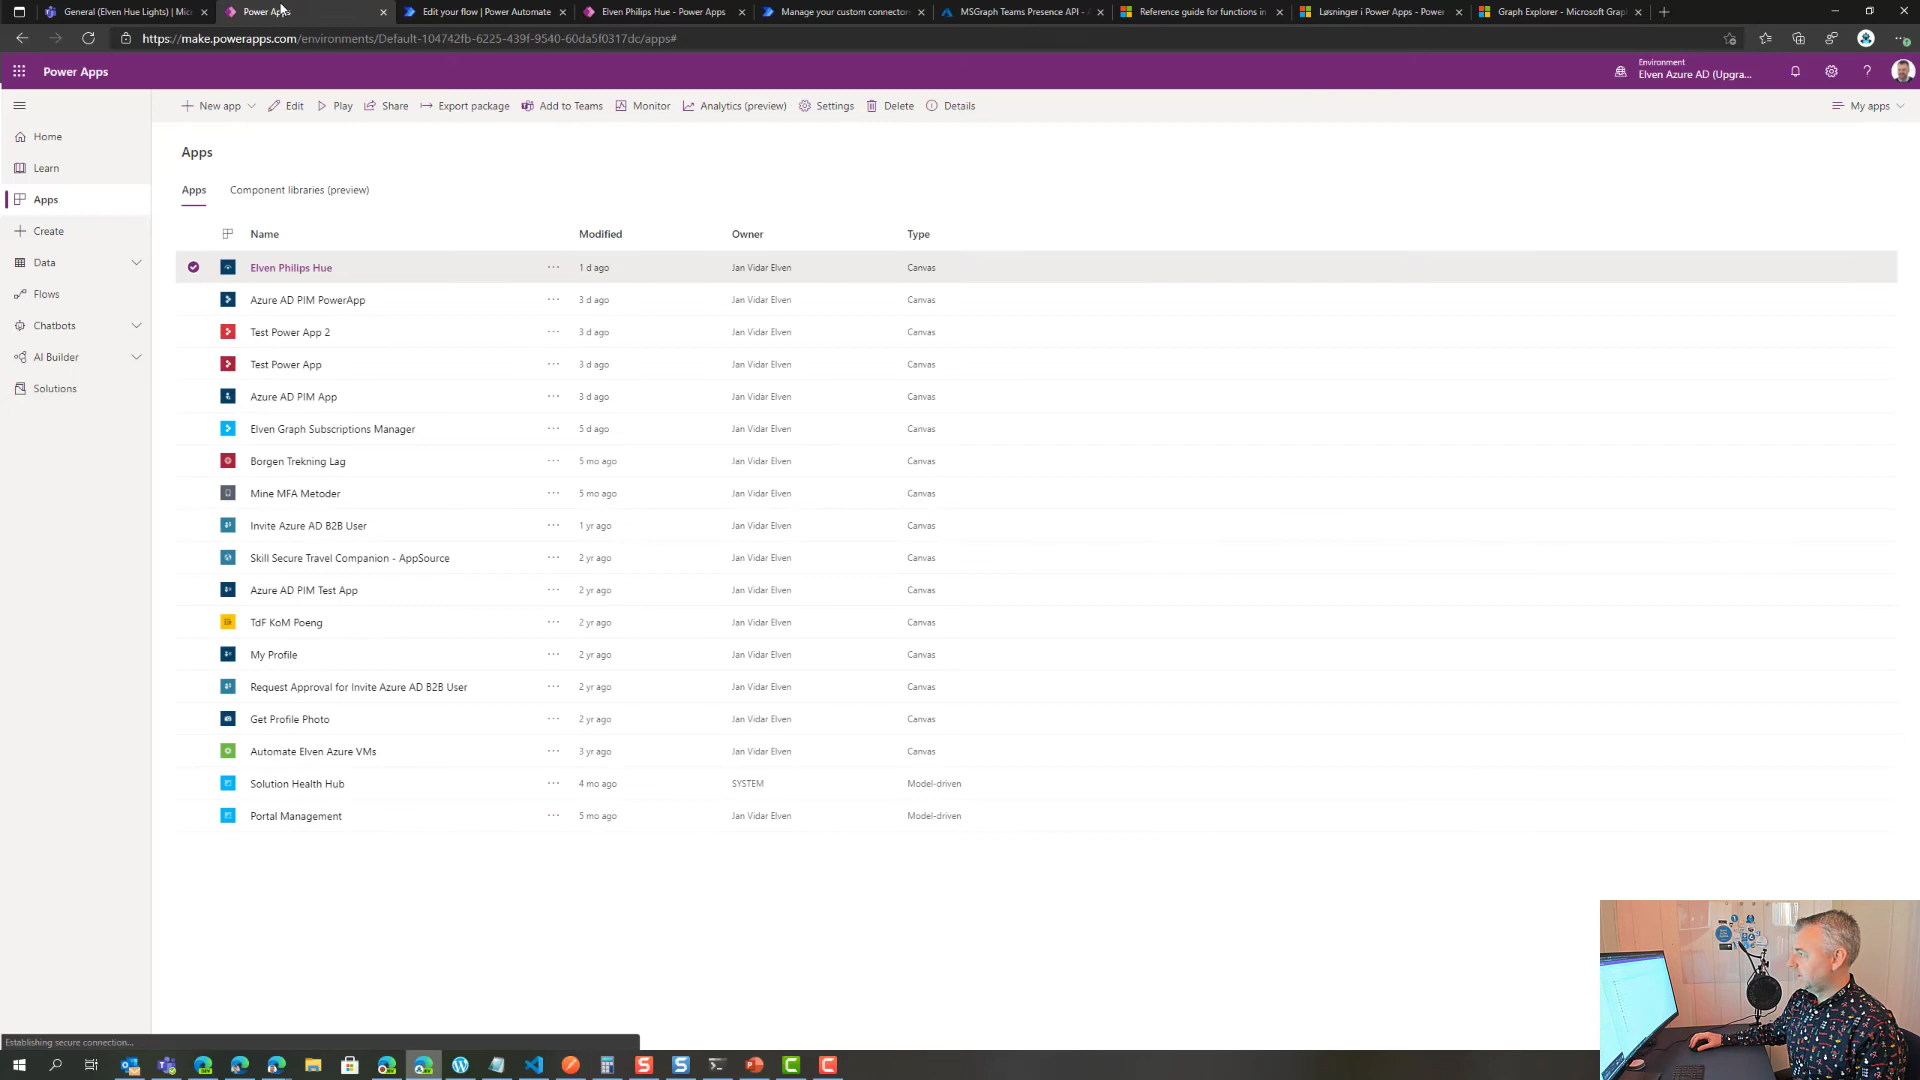 General (Elven Hue Lights) | Mic
Power Apps
Edit your flow | Power Automate
Elven Philips Hue - Power Apps
Manage your custom connectors
MSGraph Teams Presence API -
Reference guide for functions in
Løsninger i Power Apps - Power
Graph Explorer - Microsoft Grap
https://make.powerapps.com/environments/Default-104742fb-6225-439f-9540-60da5f0317dc/apps#
Power Apps
Environment
Elven Azure AD (Upgra...
New app
Edit
Play
Share
Export package
Add to Teams
Monitor
Analytics (preview)
Settings
Delete
Details
My apps
Home
Learn
Apps
Create
Data
Flows
Chatbots
AI Builder
Solutions
Apps
Apps
Component libraries (preview)
Name Modified Owner Type
Elven Philips Hue ··· 1 d ago Jan Vidar Elven Canvas
Azure AD PIM PowerApp ··· 3 d ago Jan Vidar Elven Canvas
Test Power App 2 ··· 3 d ago Jan Vidar Elven Canvas
Test Power App ··· 3 d ago Jan Vidar Elven Canvas
Azure AD PIM App ··· 3 d ago Jan Vidar Elven Canvas
Elven Graph Subscriptions Manager ··· 5 d ago Jan Vidar Elven Canvas
Borgen Trekning Lag ··· 5 mo ago Jan Vidar Elven Canvas
Mine MFA Metoder ··· 5 mo ago Jan Vidar Elven Canvas
Invite Azure AD B2B User ··· 1 yr ago Jan Vidar Elven Canvas
Skill Secure Travel Companion - AppSource ··· 2 yr ago Jan Vidar Elven Canvas
Azure AD PIM Test App ··· 2 yr ago Jan Vidar Elven Canvas
TdF KoM Poeng ··· 2 yr ago Jan Vidar Elven Canvas
My Profile ··· 2 yr ago Jan Vidar Elven Canvas
Request Approval for Invite Azure AD B2B User ··· 2 yr ago Jan Vidar Elven Canvas
Get Profile Photo ··· 2 yr ago Jan Vidar Elven Canvas
Automate Elven Azure VMs ··· 3 yr ago Jan Vidar Elven Canvas
Solution Health Hub ··· 4 mo ago SYSTEM Model-driven
Portal Management ··· 5 mo ago Jan Vidar Elven Model-driven
Establishing secure connection...